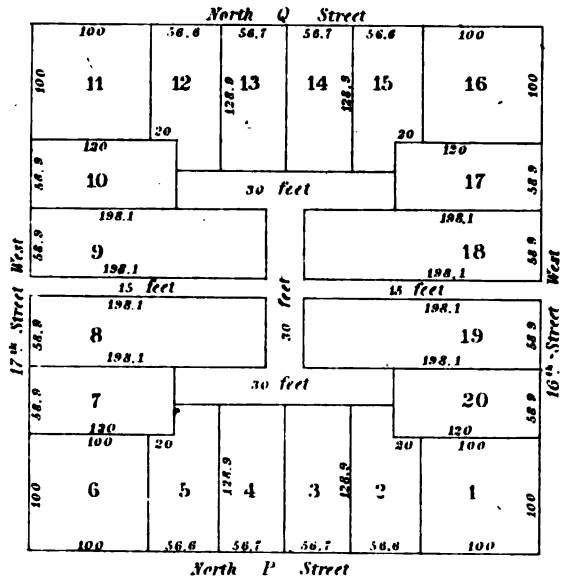 North Q Street
100 56,6 56,7 56,7 56,6 100
100 11 12 128.9 13 14 128,9 15 16 100
20 20
120 120
58,9 10 30 feet 17 58 9
198.1 198,1
58,9 9 18 58,9
198.1 198,1
17th Street West 15 feet 30 feet 15 feet 16th Street West
198,1 198,1
58,9 8 19 58,9
198,1 198.1
58,9 7 30 feet 20 58,9
120 120
100 20 20 100
100 6 5 128.9 4 3 128,9 2 1 100
100 56,6 56,7 56,7 56,6 100
North P Street